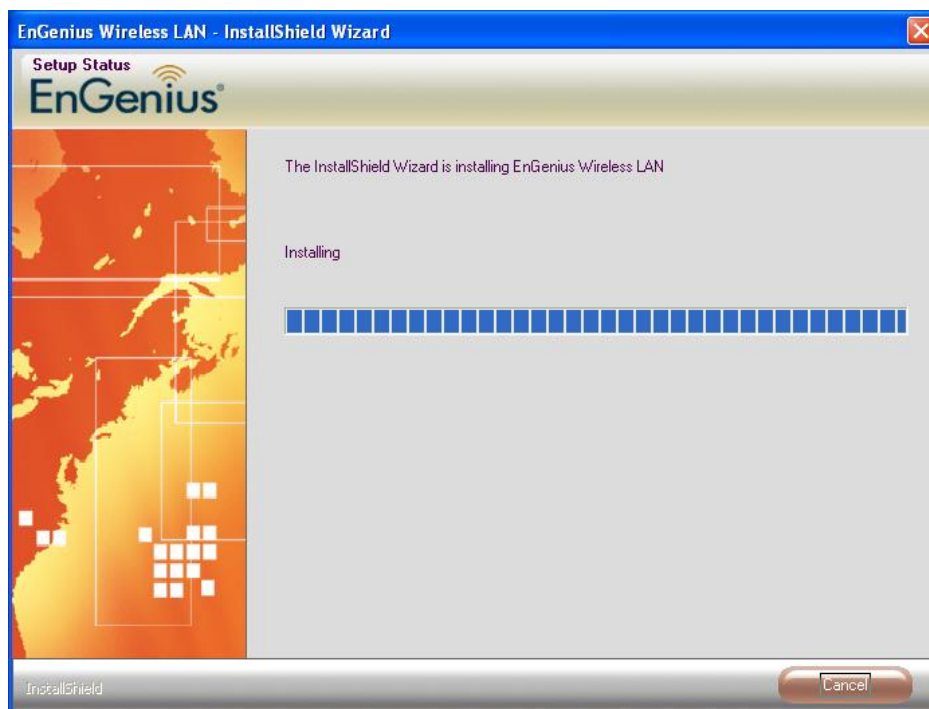 EnGenius Wireless LAN - InstallShield Wizard
Setup Status
EnGenius®
The InstallShield Wizard is installing EnGenius Wireless LAN
Installing
InstallShield
Cancel